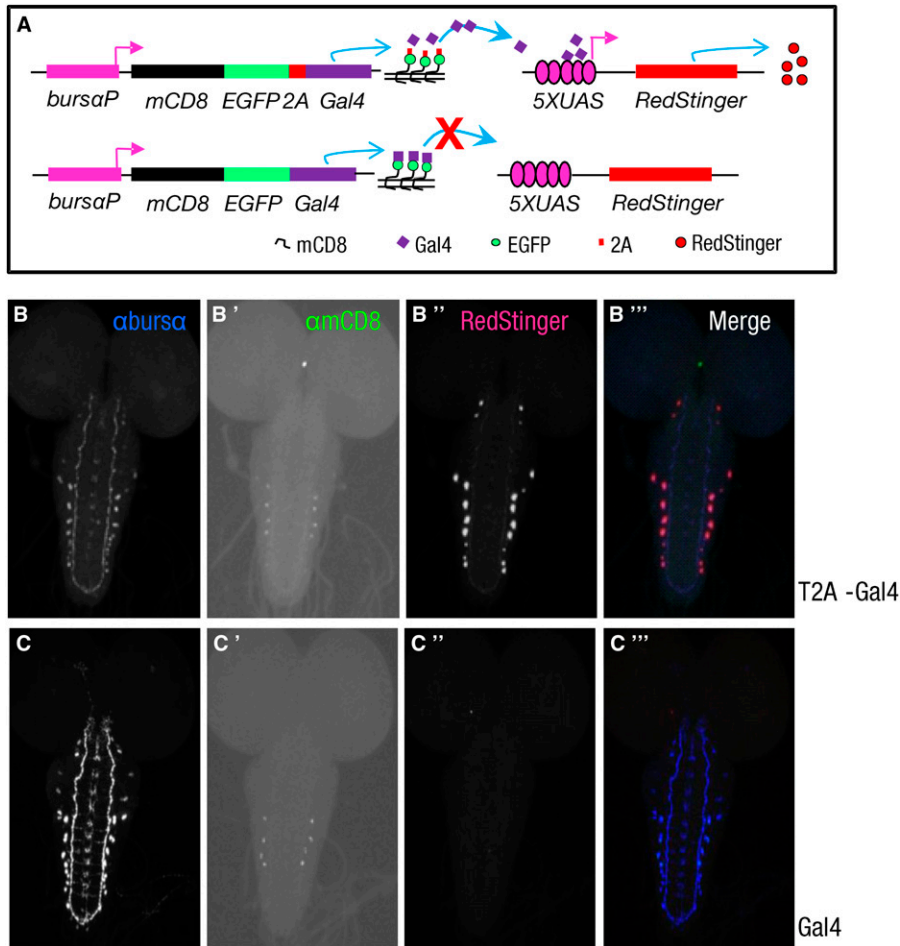 A
bursαP mCD8 EGFP 2A Gal4 5XUAS RedStinger
X
bursαP mCD8 EGFP Gal4 5XUAS RedStinger
mCD8 Gal4 EGFP 2A RedStinger
B αbursα B' αmCD8 B'' RedStinger B''' Merge
T2A -Gal4
C C' C'' C'''
Gal4